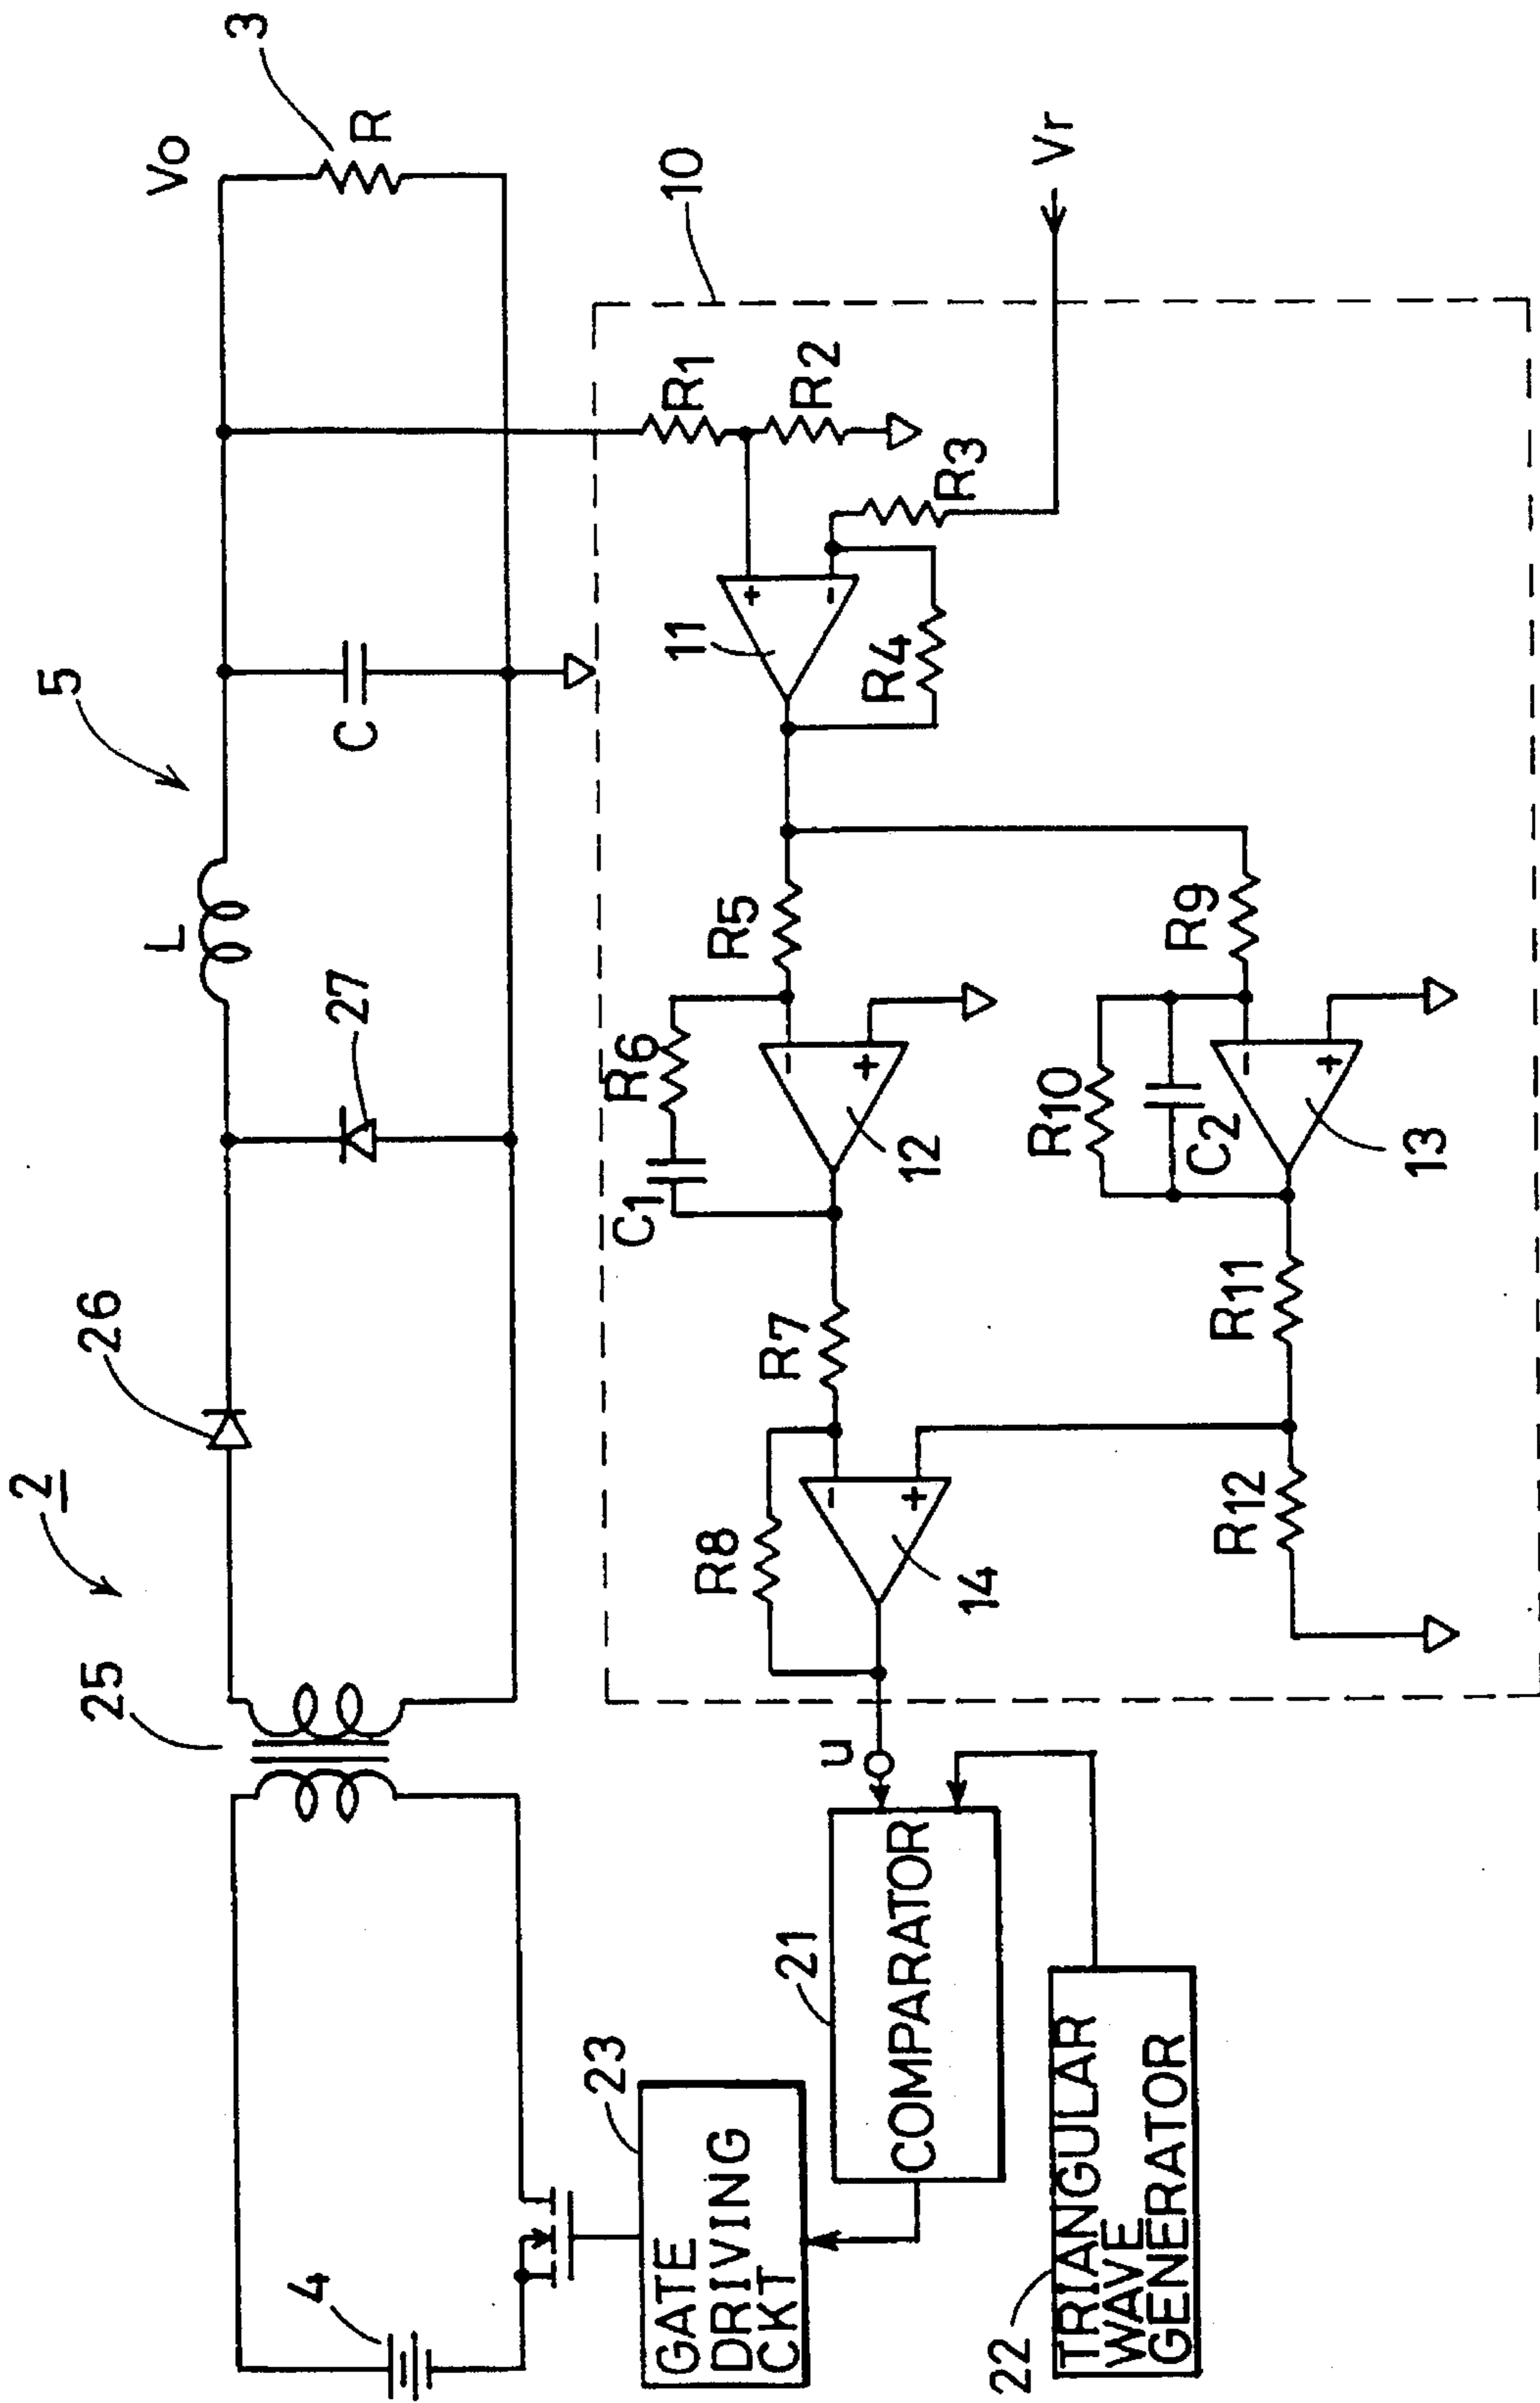 2
25
26
L
5
Vo
3
R
27
C
4
23
GATE
DRIVING
CKT
21
COMPARATOR
22
TRIANGULAR
WAVE
GENERATOR
u
10
R8
14
R7
C1
R6
12
R5
11
R4
R1
R2
R3
Vr
R12
R11
R10
C2
13
R9
+
-
-
+
-
+
-
+